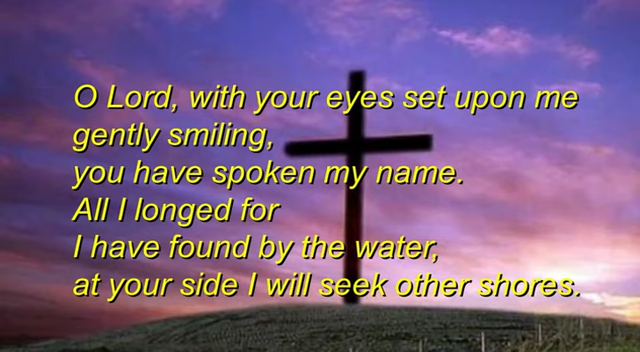 O Lord, with your eyes set upon me
gently smiling,
you have spoken my name.
All I longed for
I have found by the water,
at your side I will seek other shores.